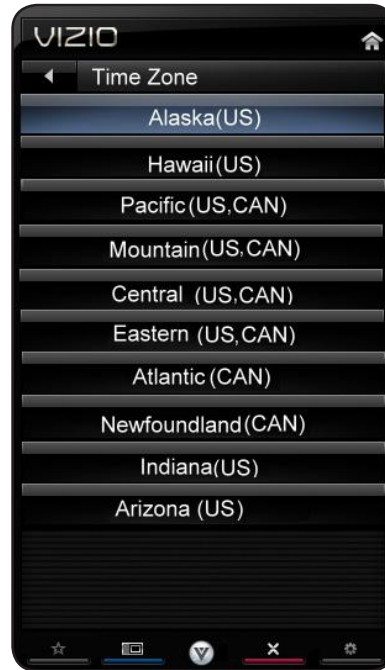 VIZIO
Time Zone
Alaska(US)
Hawaii(US)
Pacific(US,CAN)
Mountain(US,CAN)
Central (US,CAN)
Eastern (US,CAN)
Atlantic(CAN)
Newfoundland(CAN)
Indiana(US)
Arizona (US)
V